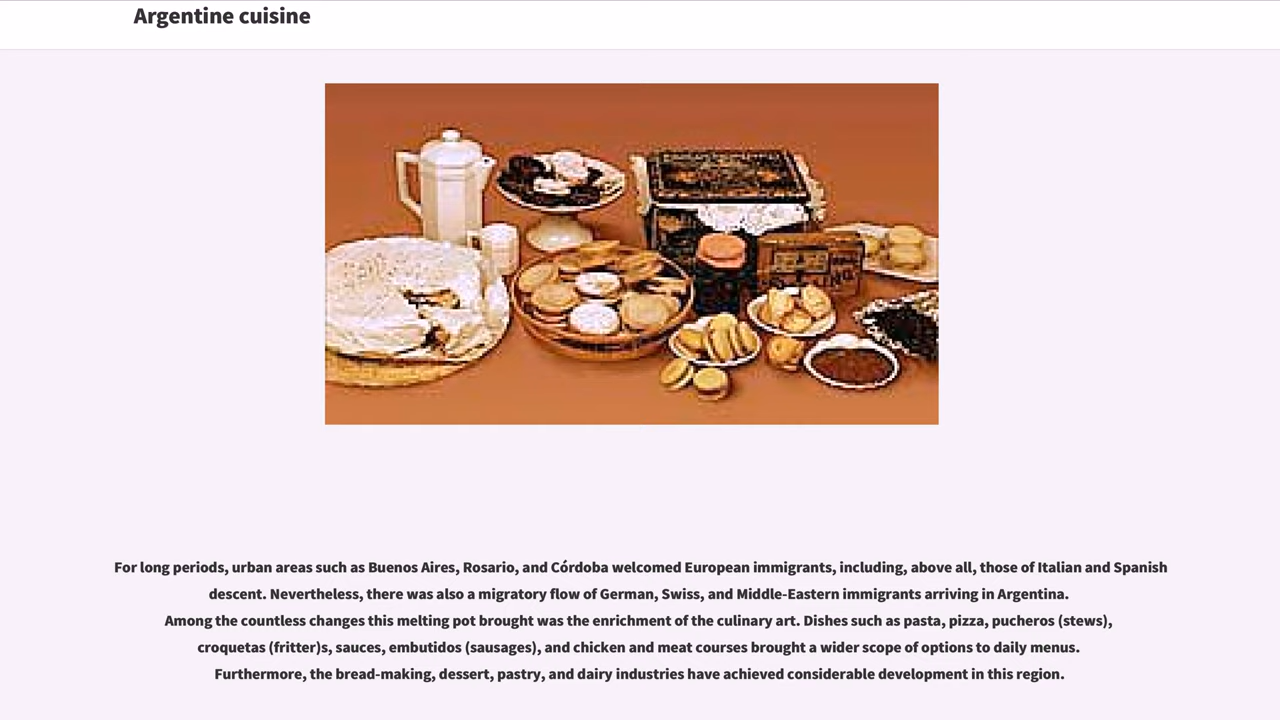 Argentine cuisine
For long periods, urban areas such as Buenos Aires, Rosario, and Córdoba welcomed European immigrants, including, above all, those of Italian and Spanish
descent. Nevertheless, there was also a migratory flow of German, Swiss, and Middle-Eastern immigrants arriving in Argentina.
Among the countless changes this melting pot brought was the enrichment of the culinary art. Dishes such as pasta, pizza, pucheros (stews),
croquetas (fritter)s, sauces, embutidos (sausages), and chicken and meat courses brought a wider scope of options to daily menus.
Furthermore, the bread-making, dessert, pastry, and dairy industries have achieved considerable development in this region.